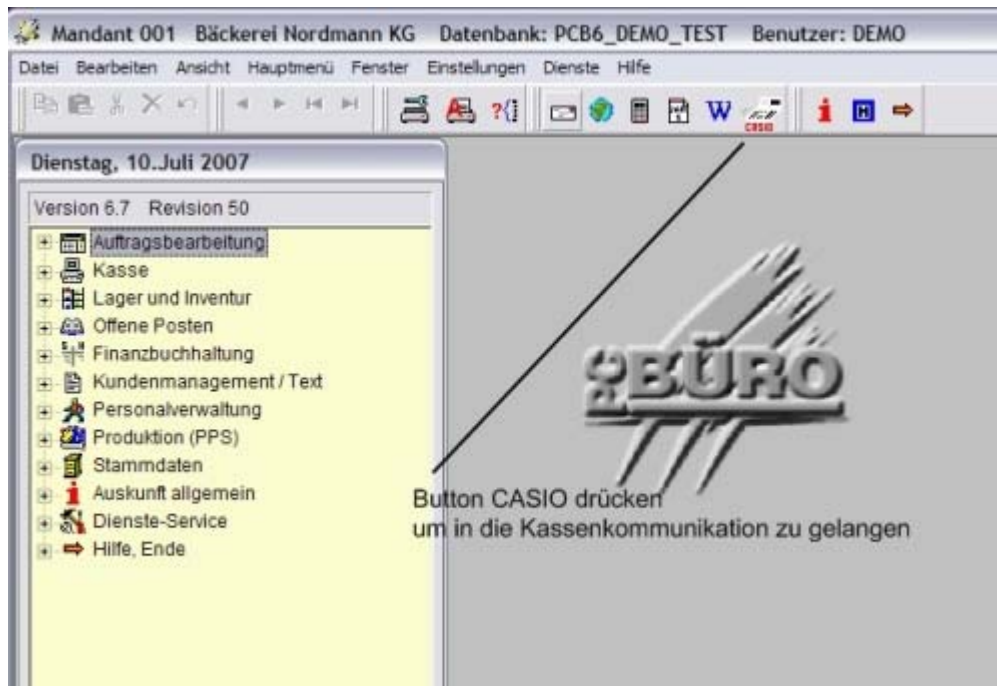 Mandant 001 Bäckerei Nordmann KG Datenbank: PCB6_DEMO_TEST Benutzer: DEMO
Datei Bearbeiten Ansicht Hauptmenü Fenster Einstellungen Dienste Hilfe
?{} W CASIO i H
Dienstag, 10.Juli 2007
Version 6.7 Revision 50
Auftragsbearbeitung
Kasse
Lager und Inventur
Offene Posten
Finanzbuchhaltung
Kundenmanagement / Text
Personalverwaltung
Produktion (PPS)
Stammdaten
Auskunft allgemein
Dienste-Service
Hilfe, Ende
PC BÜRO
Button CASIO drücken
um in die Kassenkommunikation zu gelangen